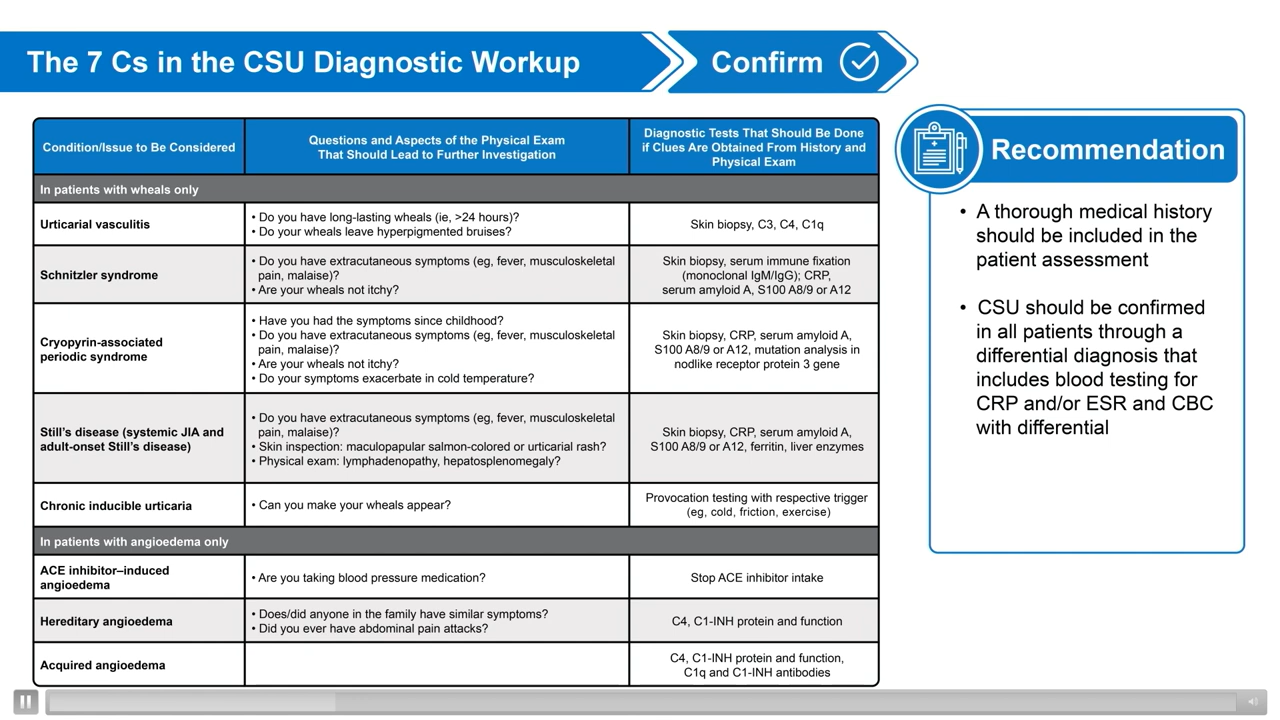 The 7 Cs in the CSU Diagnostic Workup
Confirm
Condition/Issue to Be Considered
Questions and Aspects of the Physical Exam
That Should Lead to Further Investigation
Diagnostic Tests That Should Be Done
if Clues Are Obtained From History and
Physical Exam
In patients with wheals only
Urticarial vasculitis
• Do you have long-lasting wheals (ie, >24 hours)?
• Do your wheals leave hyperpigmented bruises?
Skin biopsy, C3, C4, C1q
Schnitzler syndrome
• Do you have extracutaneous symptoms (eg, fever, musculoskeletal
pain, malaise)?
• Are your wheals not itchy?
Skin biopsy, serum immune fixation
(monoclonal IgM/IgG); CRP,
serum amyloid A, S100 A8/9 or A12
Cryopyrin-associated
periodic syndrome
• Have you had the symptoms since childhood?
• Do you have extracutaneous symptoms (eg, fever, musculoskeletal
pain, malaise)?
• Are your wheals not itchy?
• Do your symptoms exacerbate in cold temperature?
Skin biopsy, CRP, serum amyloid A,
S100 A8/9 or A12, mutation analysis in
nodlike receptor protein 3 gene
Still's disease (systemic JIA and
adult-onset Still's disease)
• Do you have extracutaneous symptoms (eg, fever, musculoskeletal
pain, malaise)?
• Skin inspection: maculopapular salmon-colored or urticarial rash?
• Physical exam: lymphadenopathy, hepatosplenomegaly?
Skin biopsy, CRP, serum amyloid A,
S100 A8/9 or A12, ferritin, liver enzymes
Chronic inducible urticaria
• Can you make your wheals appear?
Provocation testing with respective trigger
(eg, cold, friction, exercise)
In patients with angioedema only
ACE inhibitor–induced
angioedema
• Are you taking blood pressure medication?
Stop ACE inhibitor intake
Hereditary angioedema
• Does/did anyone in the family have similar symptoms?
• Did you ever have abdominal pain attacks?
C4, C1-INH protein and function
Acquired angioedema
C4, C1-INH protein and function,
C1q and C1-INH antibodies
Recommendation
• A thorough medical history
should be included in the
patient assessment
• CSU should be confirmed
in all patients through a
differential diagnosis that
includes blood testing for
CRP and/or ESR and CBC
with differential